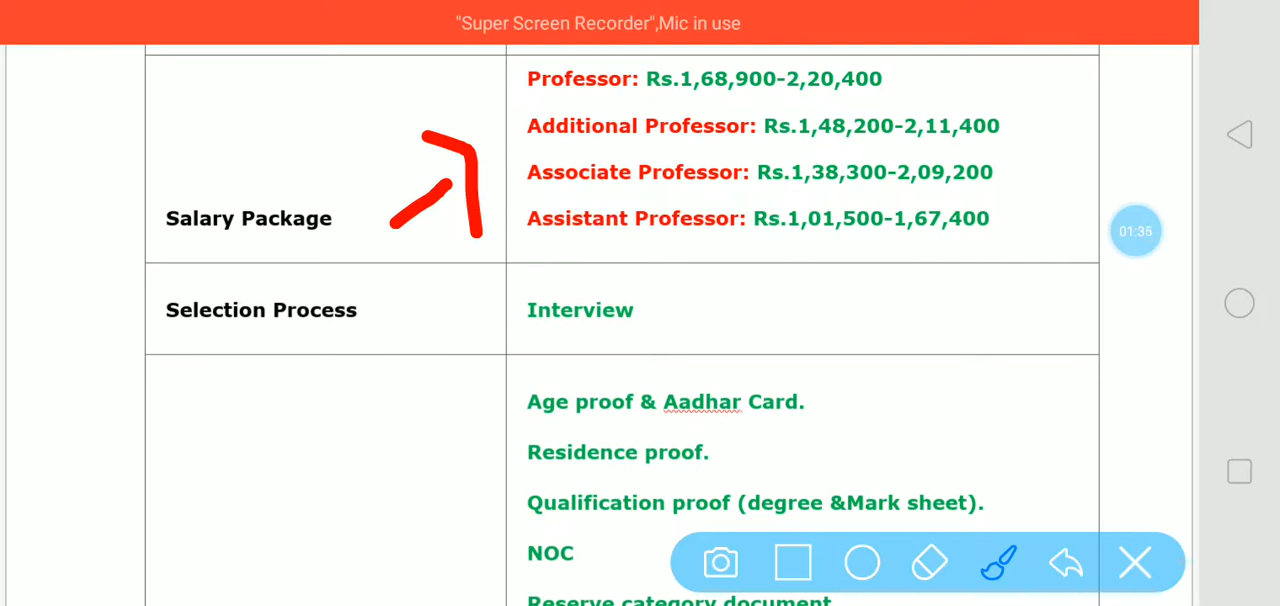 "Super Screen Recorder",Mic in use
Professor: Rs.1,68,900-2,20,400
Additional Professor: Rs.1,48,200-2,11,400
Associate Professor: Rs.1,38,300-2,09,200
Salary Package
Assistant Professor: Rs.1,01,500-1,67,400
01:35
Selection Process
Interview
Age proof & Aadhar Card.
Residence proof.
Qualification proof (degree &Mark sheet).
NOC
Reserve category document